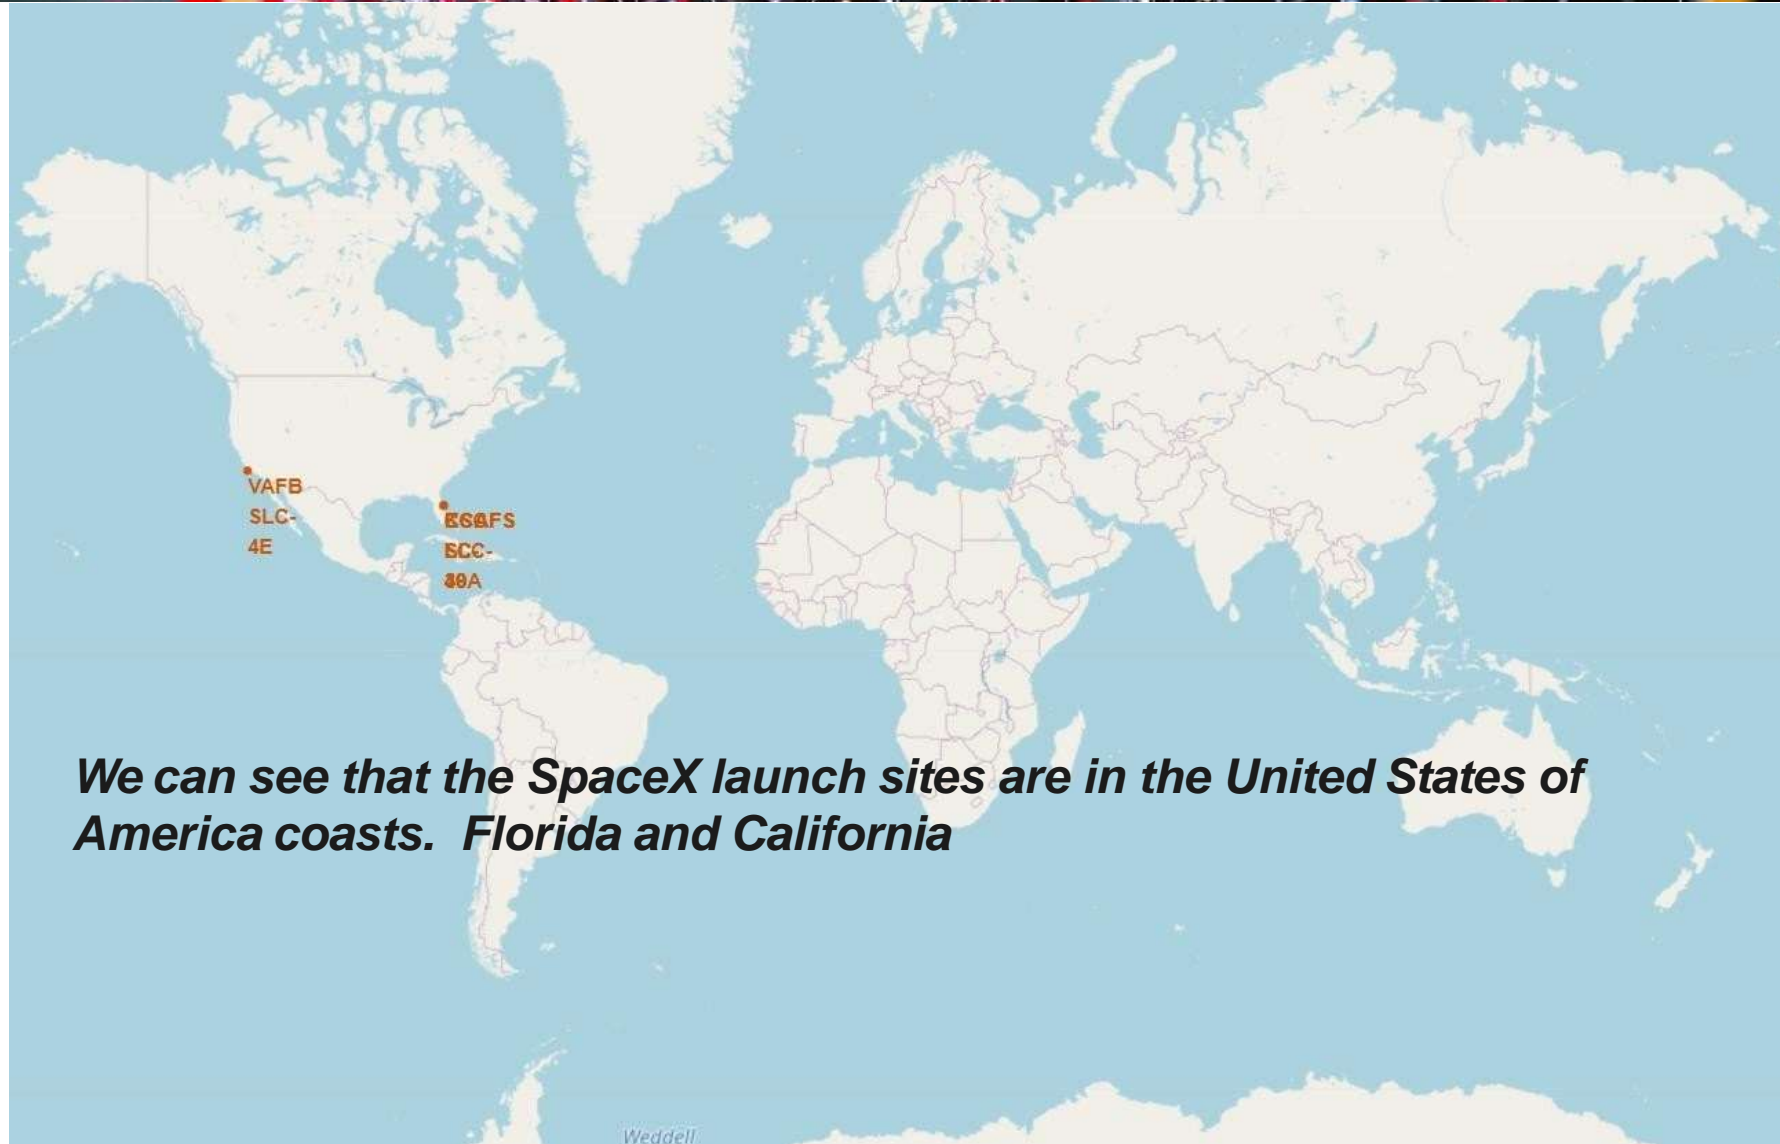 VAFB
SLC-
4E
We can see that the SpaceX launch sites are in the United States of
America coasts. Florida and California
Weddell